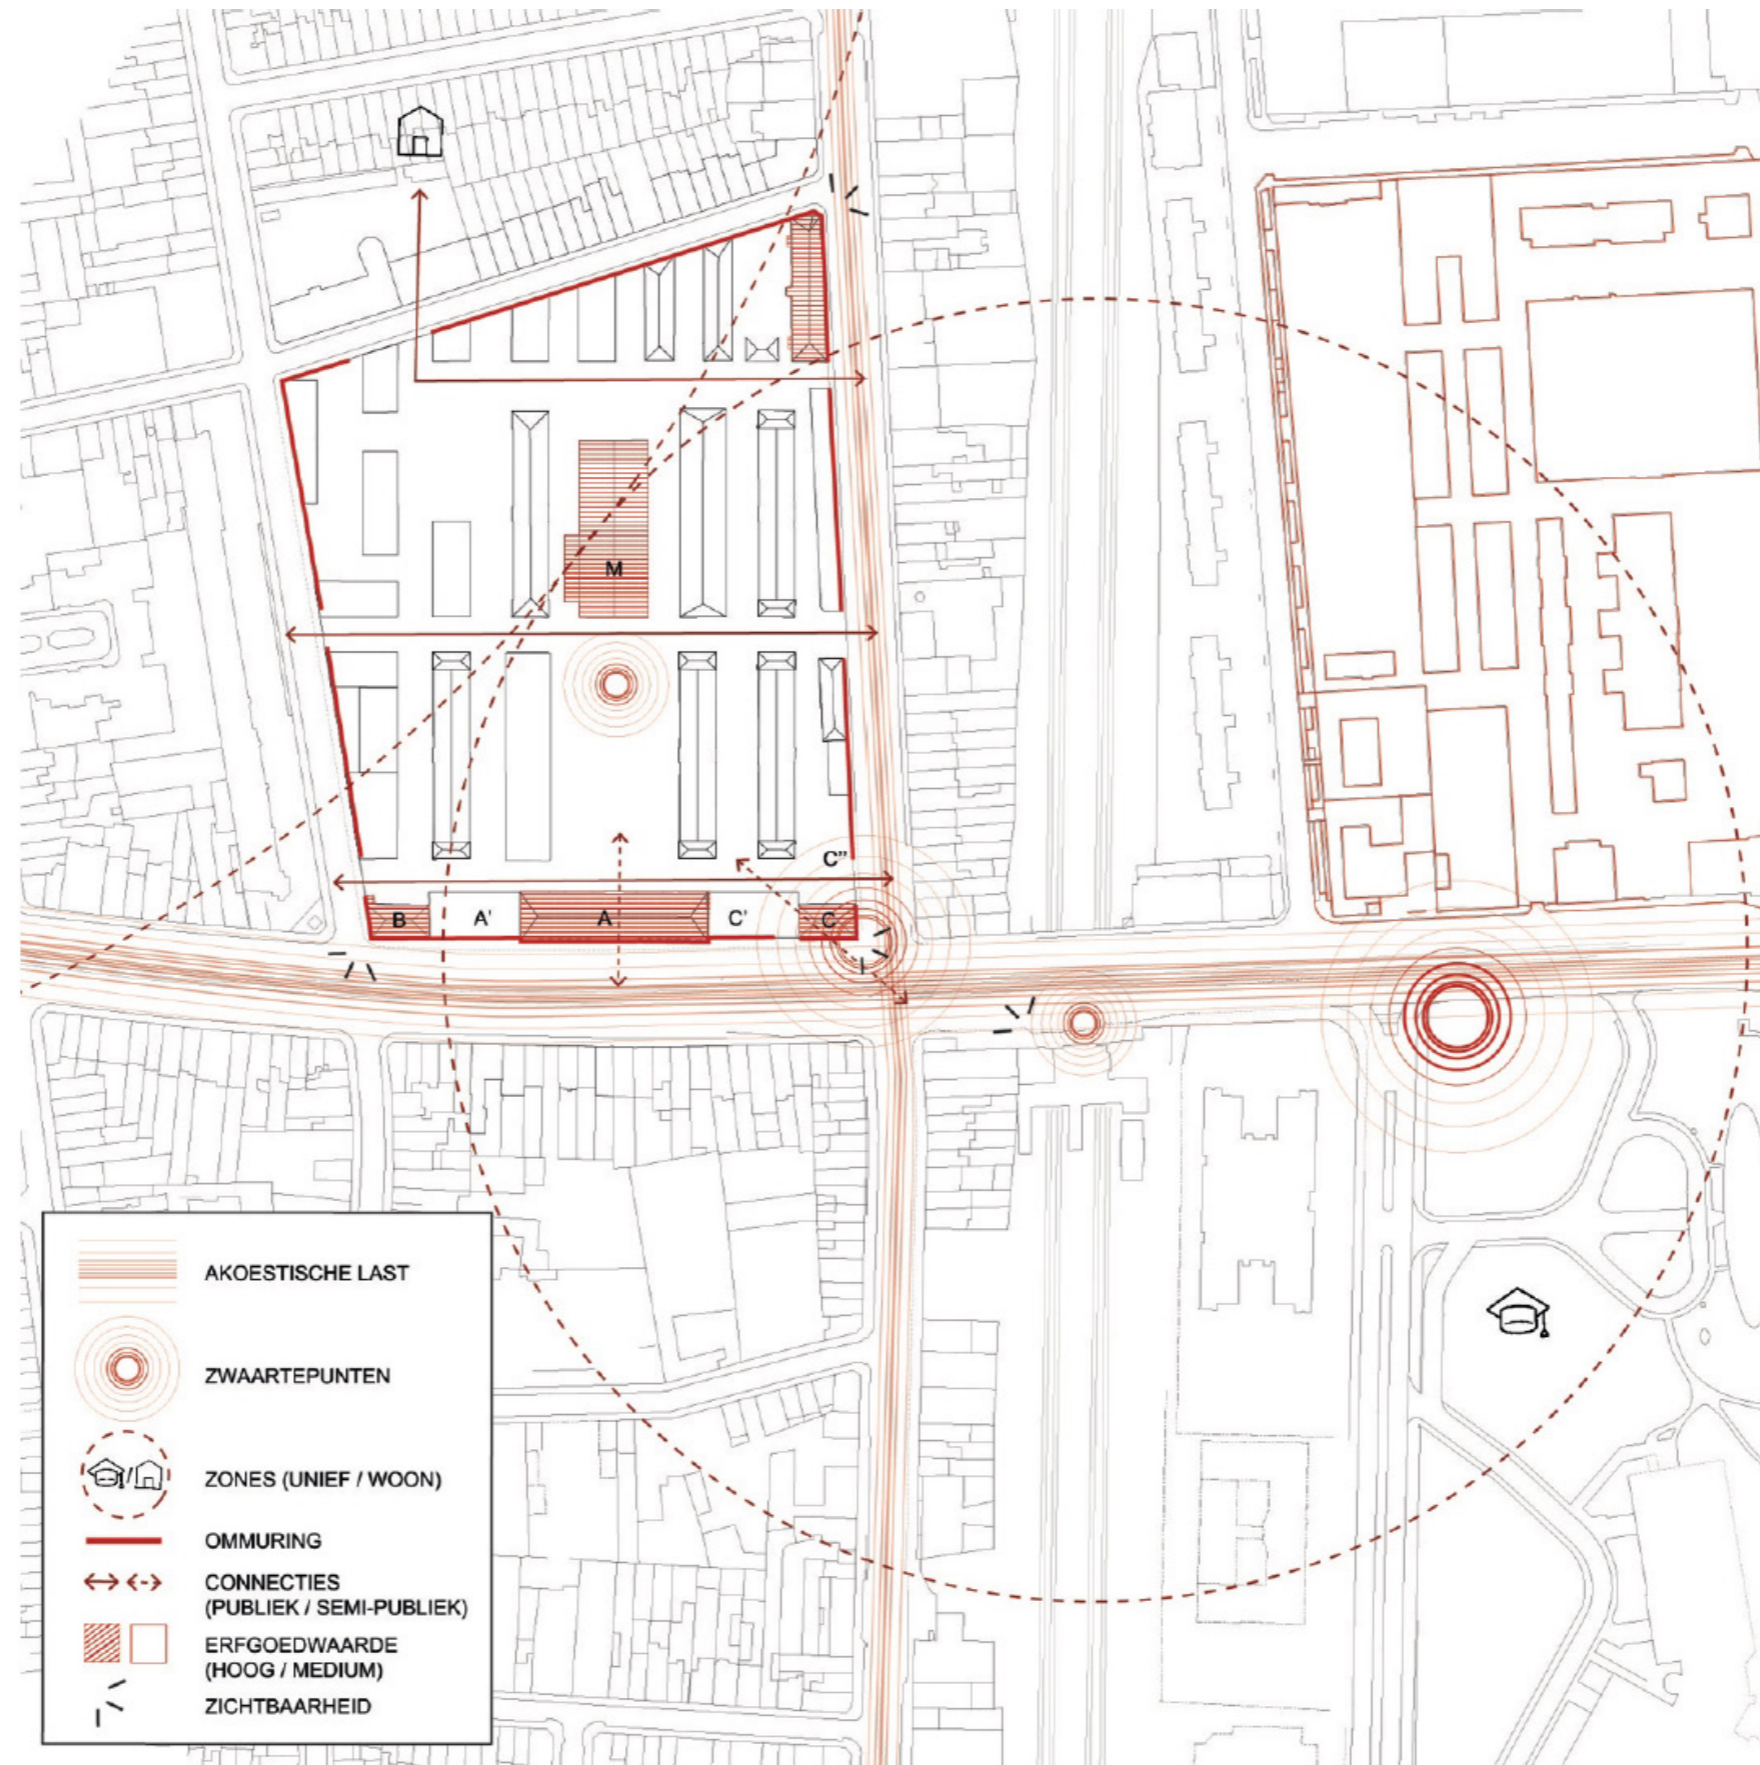 M
C"
B
A'
A
C'
C
AKOESTISCHE LAST
ZWAARTEPUNTEN
/
ZONES (UNIEF / WOON)
OMMURING
CONNECTIES
(PUBLIEK / SEMI-PUBLIEK)
ERFGOEDWAARDE
(HOOG / MEDIUM)
ZICHTBAARHEID